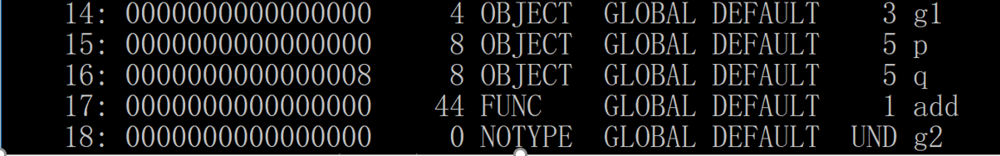 14: 0000000000000000 4 OBJECT GLOBAL DEFAULT 3 g1
15: 0000000000000000 8 OBJECT GLOBAL DEFAULT 5 p
16: 0000000000000008 8 OBJECT GLOBAL DEFAULT 5 q
17: 0000000000000000 44 FUNC GLOBAL DEFAULT 1 add
18: 0000000000000000 0 NOTYPE GLOBAL DEFAULT UND g2